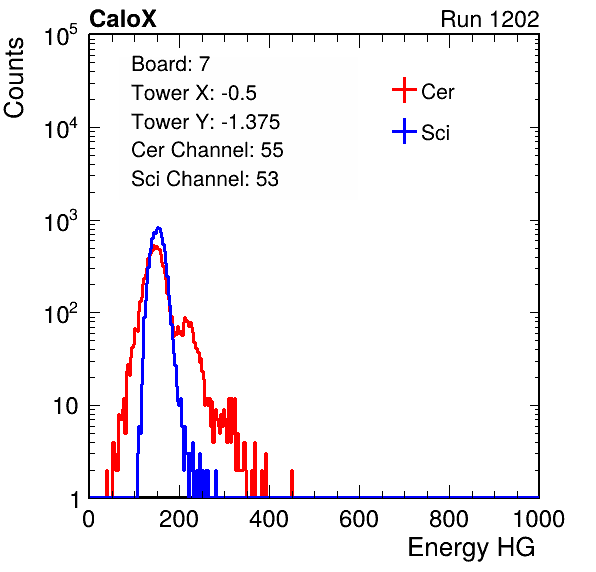 CaloX Run 1202
Counts
Board: 7
Tower X: -0.5
Tower Y: -1.375
Cer Channel: 55
Sci Channel: 53
Cer
Sci
10^5
10^4
10^3
10^2
10
1
0 200 400 600 800 1000
Energy HG